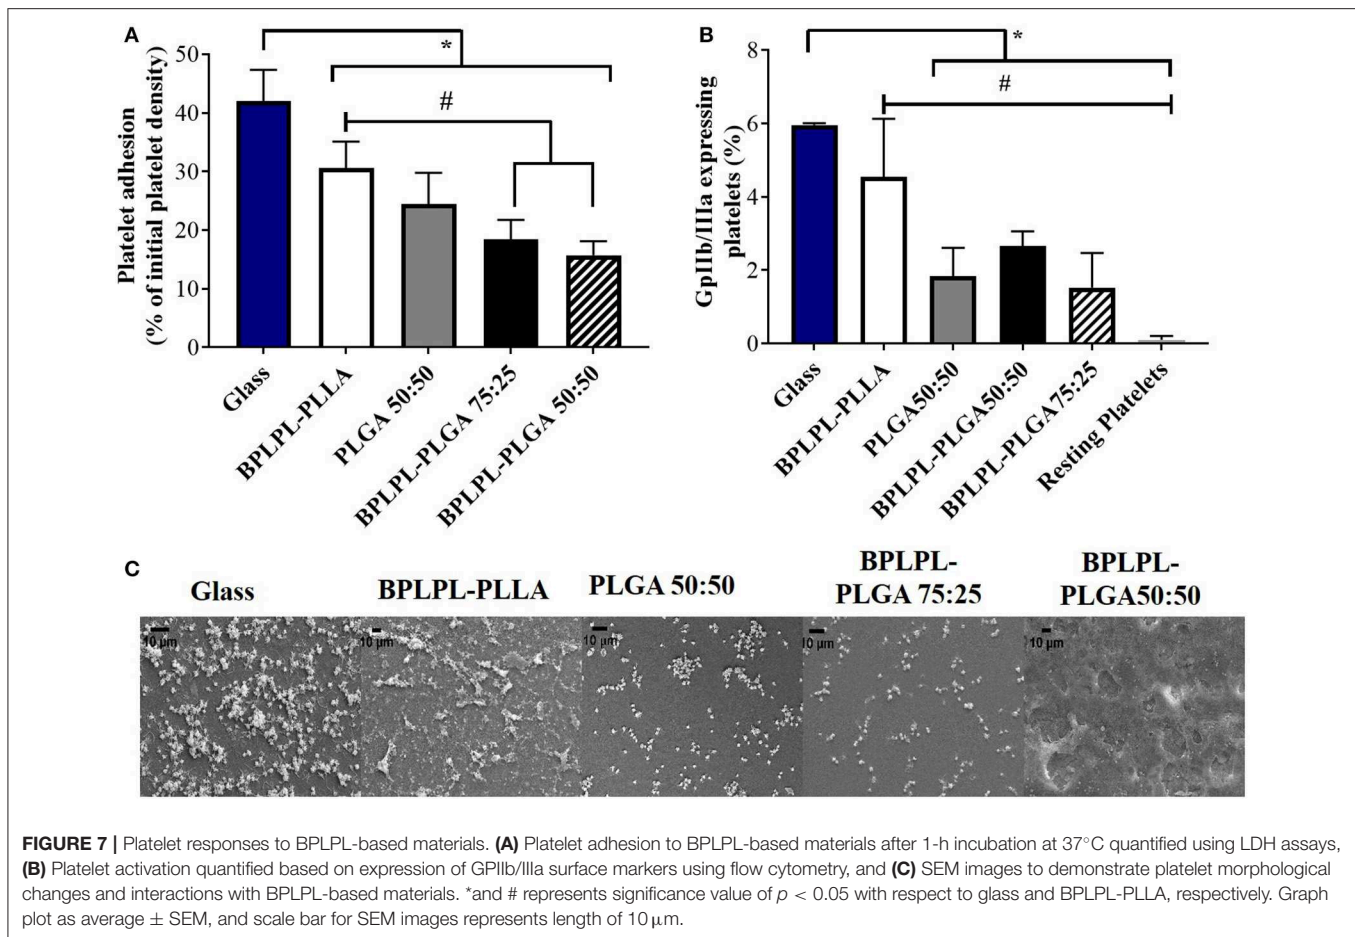 A
*
#
50
40
30
20
10
0
Platelet adhesion
(% of initial platelet density)
Glass
BPLPL-PLLA
PLGA 50:50
BPLPL-PLGA 75:25
BPLPL-PLGA 50:50
B
*
#
8
6
4
2
0
GpIIb/IIIa expressing
platelets (%)
Glass
BPLPL-PLLA
PLGA50:50
BPLPL-PLGA50:50
BPLPL-PLGA75:25
Resting Platelets
C
Glass
BPLPL-PLLA
PLGA 50:50
BPLPL-
PLGA 75:25
BPLPL-
PLGA50:50
10 µm
10 µm
10 µm
10 µm
10 µm
FIGURE 7 | Platelet responses to BPLPL-based materials. (A) Platelet adhesion to BPLPL-based materials after 1-h incubation at 37°C quantified using LDH assays,
(B) Platelet activation quantified based on expression of GPIIb/IIIa surface markers using flow cytometry, and (C) SEM images to demonstrate platelet morphological
changes and interactions with BPLPL-based materials. *and # represents significance value of p < 0.05 with respect to glass and BPLPL-PLLA, respectively. Graph
plot as average ± SEM, and scale bar for SEM images represents length of 10 µm.